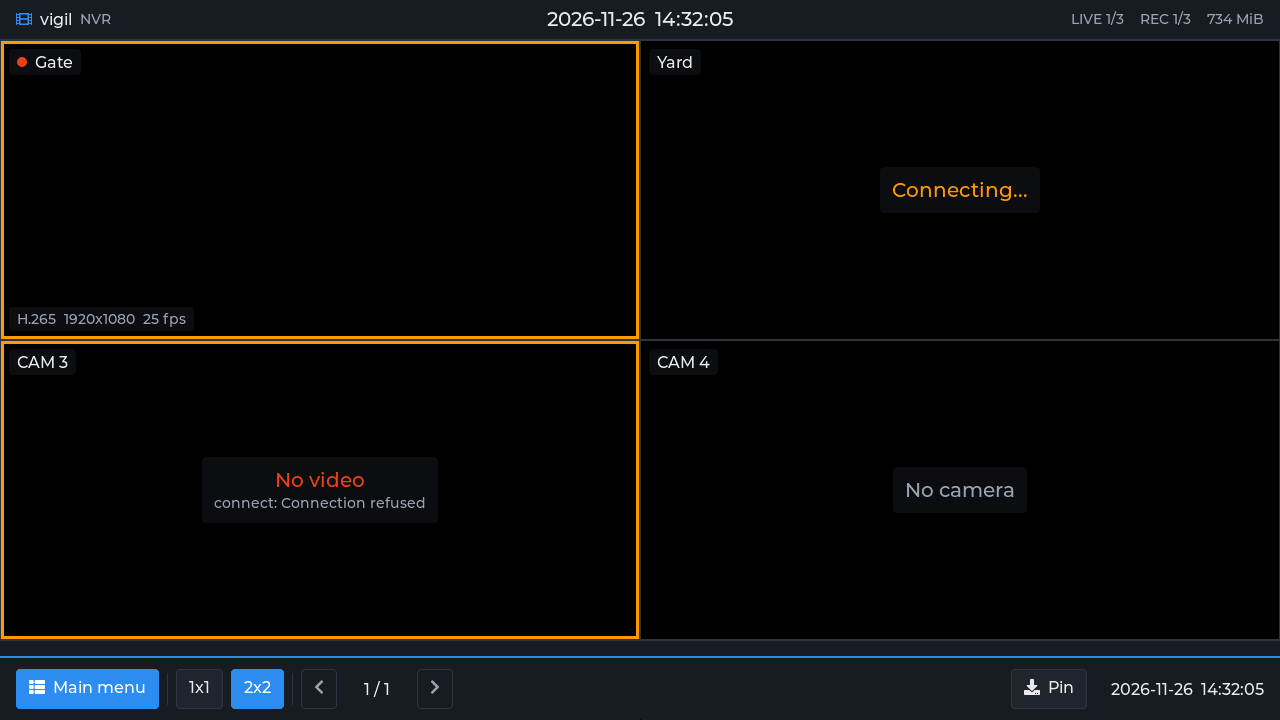 vigil NVR
2026-11-26 14:32:05
LIVE 1/3 REC 1/3 734 MiB
Gate
Yard
Connecting...
H.265 1920x1080 25 fps
CAM 3
CAM 4
No video
connect: Connection refused
No camera
Main menu
1x1
2x2
1 / 1
Pin
2026-11-26 14:32:05